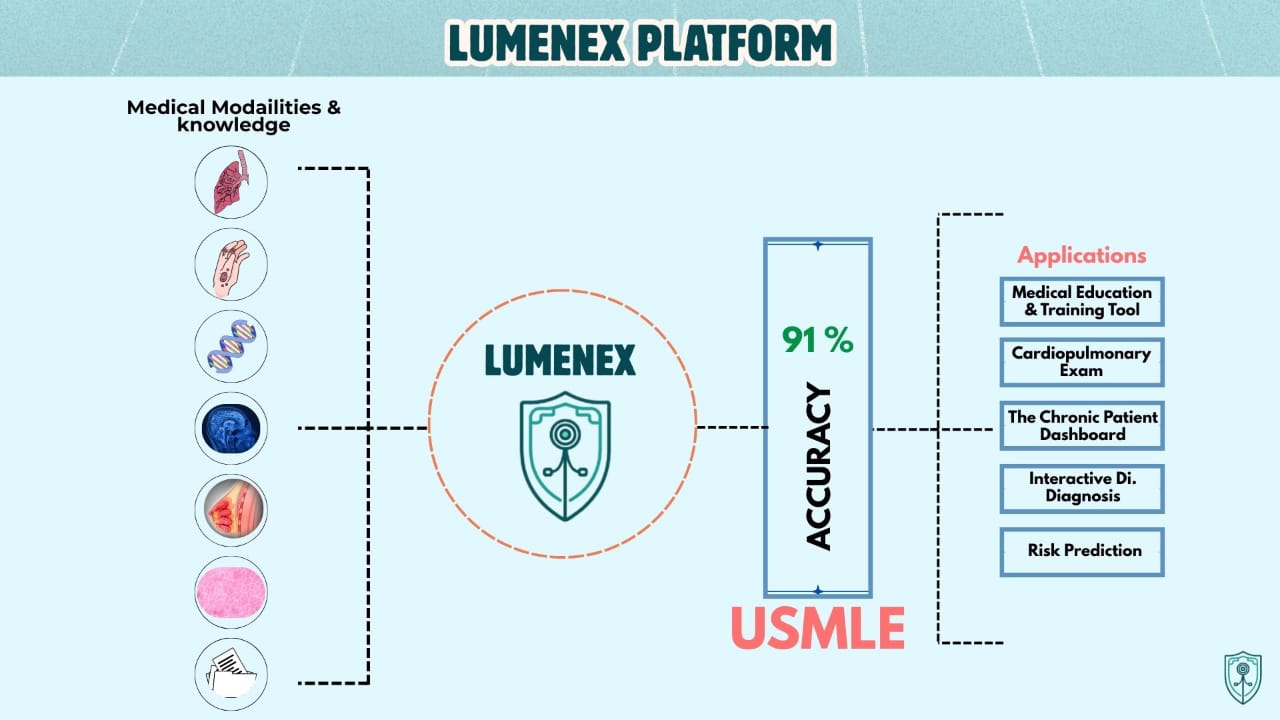 LUMENEX PLATFORM
Medical Modailities &
knowledge
LUMENEX
91 %
ACCURACY
USMLE
Applications
Medical Education
& Training Tool
Cardiopulmonary
Exam
The Chronic Patient
Dashboard
Interactive Di.
Diagnosis
Risk Prediction